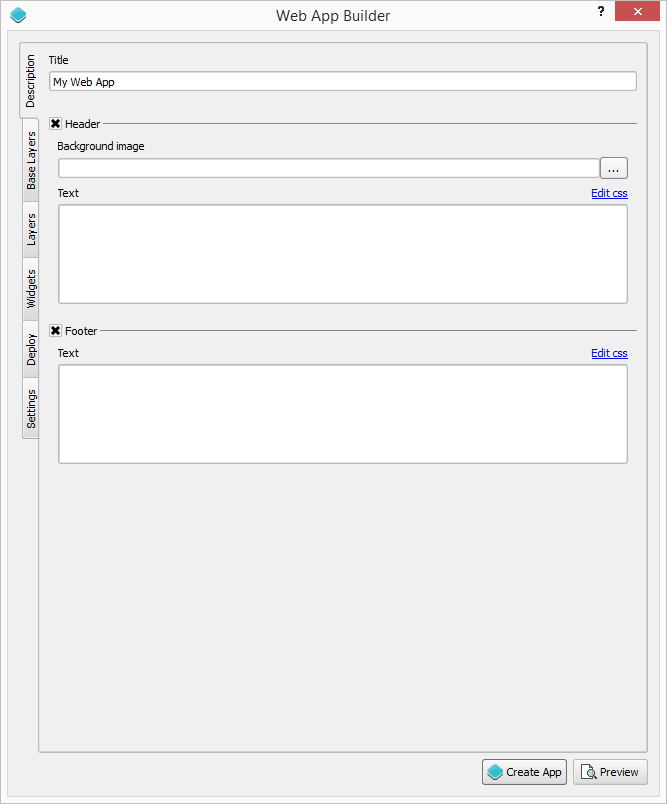 Web App Builder
?
Description
Base Layers
Layers
Widgets
Deploy
Settings
Title
My Web App
Header
Background image
...
Text
Edit css
Footer
Text
Edit css
Create App
Preview